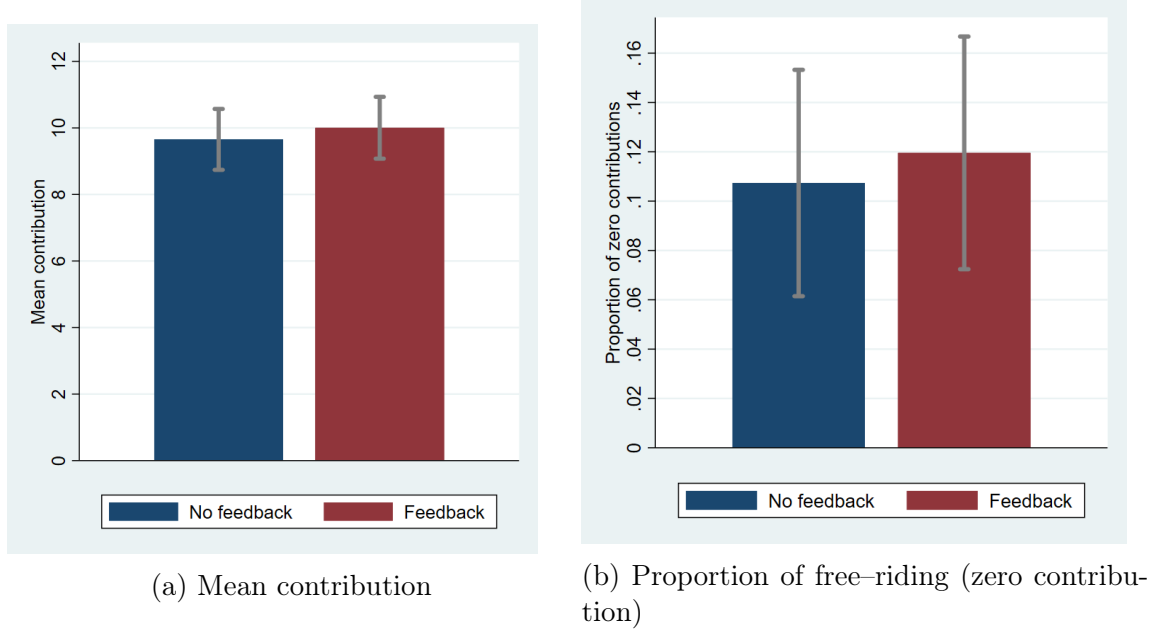 Mean contribution
12
10
8
6
4
2
0
No feedback
Feedback
(a) Mean contribution
Proportion of zero contributions
.16
.14
.12
.1
.08
.06
.04
.02
0
No feedback
Feedback
(b) Proportion of free–riding (zero contribu-
tion)